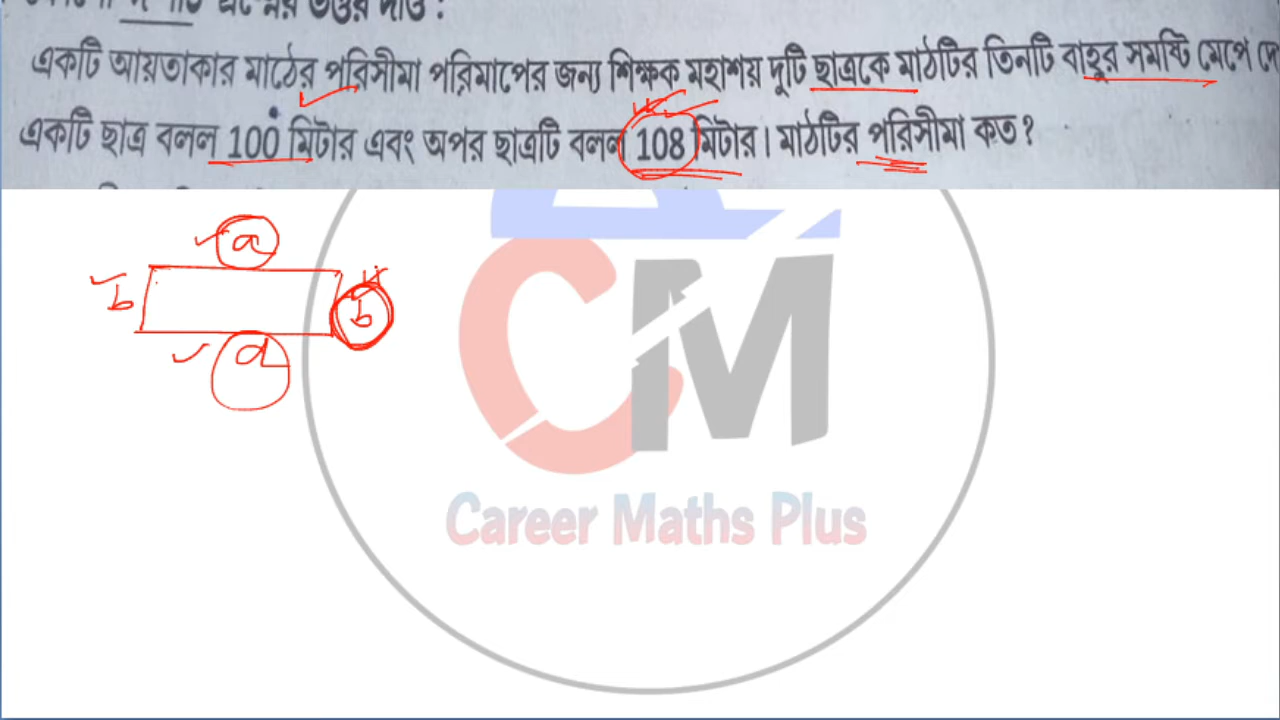 একটি আয়তাকার মাঠের পরিসীমা পরিমাপের জন্য শিক্ষক মহাশয় দুটি ছাত্রকে মাঠটির তিনটি বাহুর সমষ্টি মেপে
একটি ছাত্র বলল 100 মিটার এবং অপর ছাত্রটি বলল 108 মিটার। মাঠটির পরিসীমা কত?
a
b
b
a
CM
Career Maths Plus